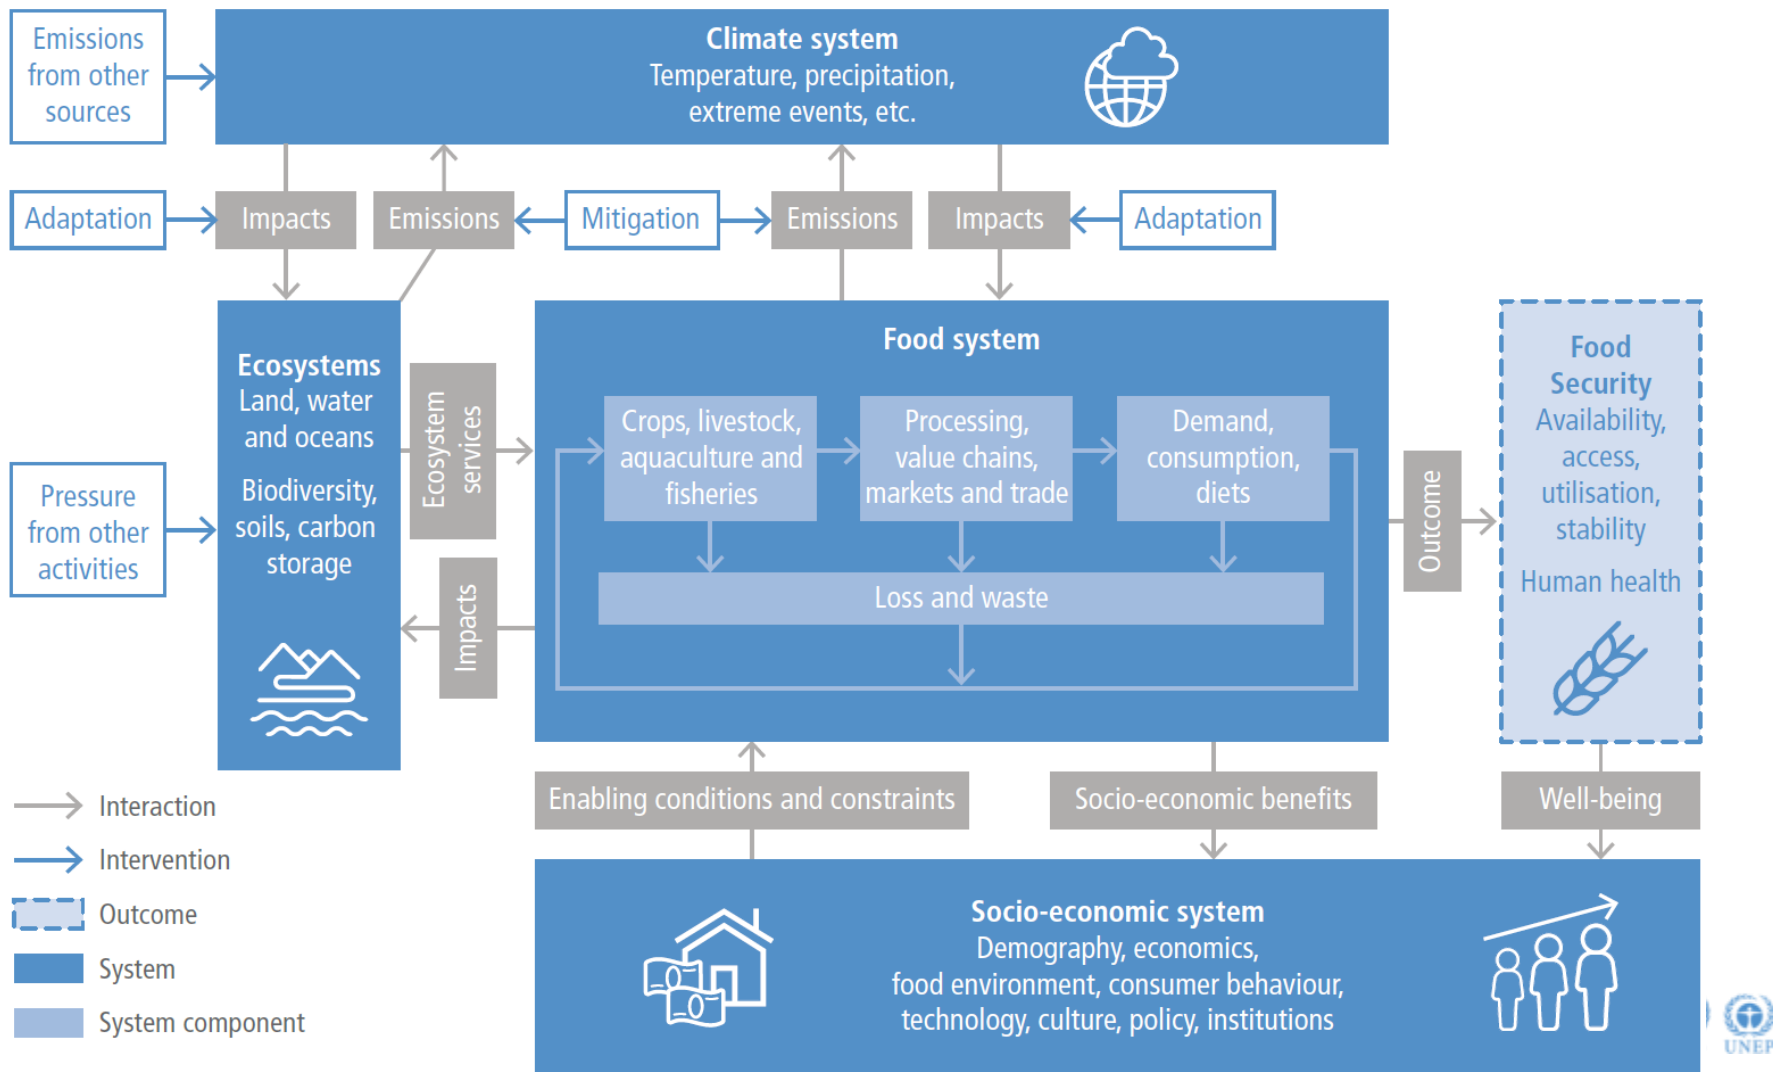 Emissions
from other
sources
Climate system
Temperature, precipitation,
extreme events, etc.
Adaptation
Impacts
Emissions
Mitigation
Emissions
Impacts
Adaptation
Ecosystems
Land, water
and oceans
Biodiversity,
soils, carbon
storage
Pressure
from other
activities
Ecosystem
services
Impacts
Food system
Crops, livestock,
aquaculture and
fisheries
Processing,
value chains,
markets and trade
Demand,
consumption,
diets
Loss and waste
Outcome
Food
Security
Availability,
access,
utilisation,
stability
Human health
Enabling conditions and constraints
Socio-economic benefits
Well-being
Socio-economic system
Demography, economics,
food environment, consumer behaviour,
technology, culture, policy, institutions
Interaction
Intervention
Outcome
System
System component
UNEP